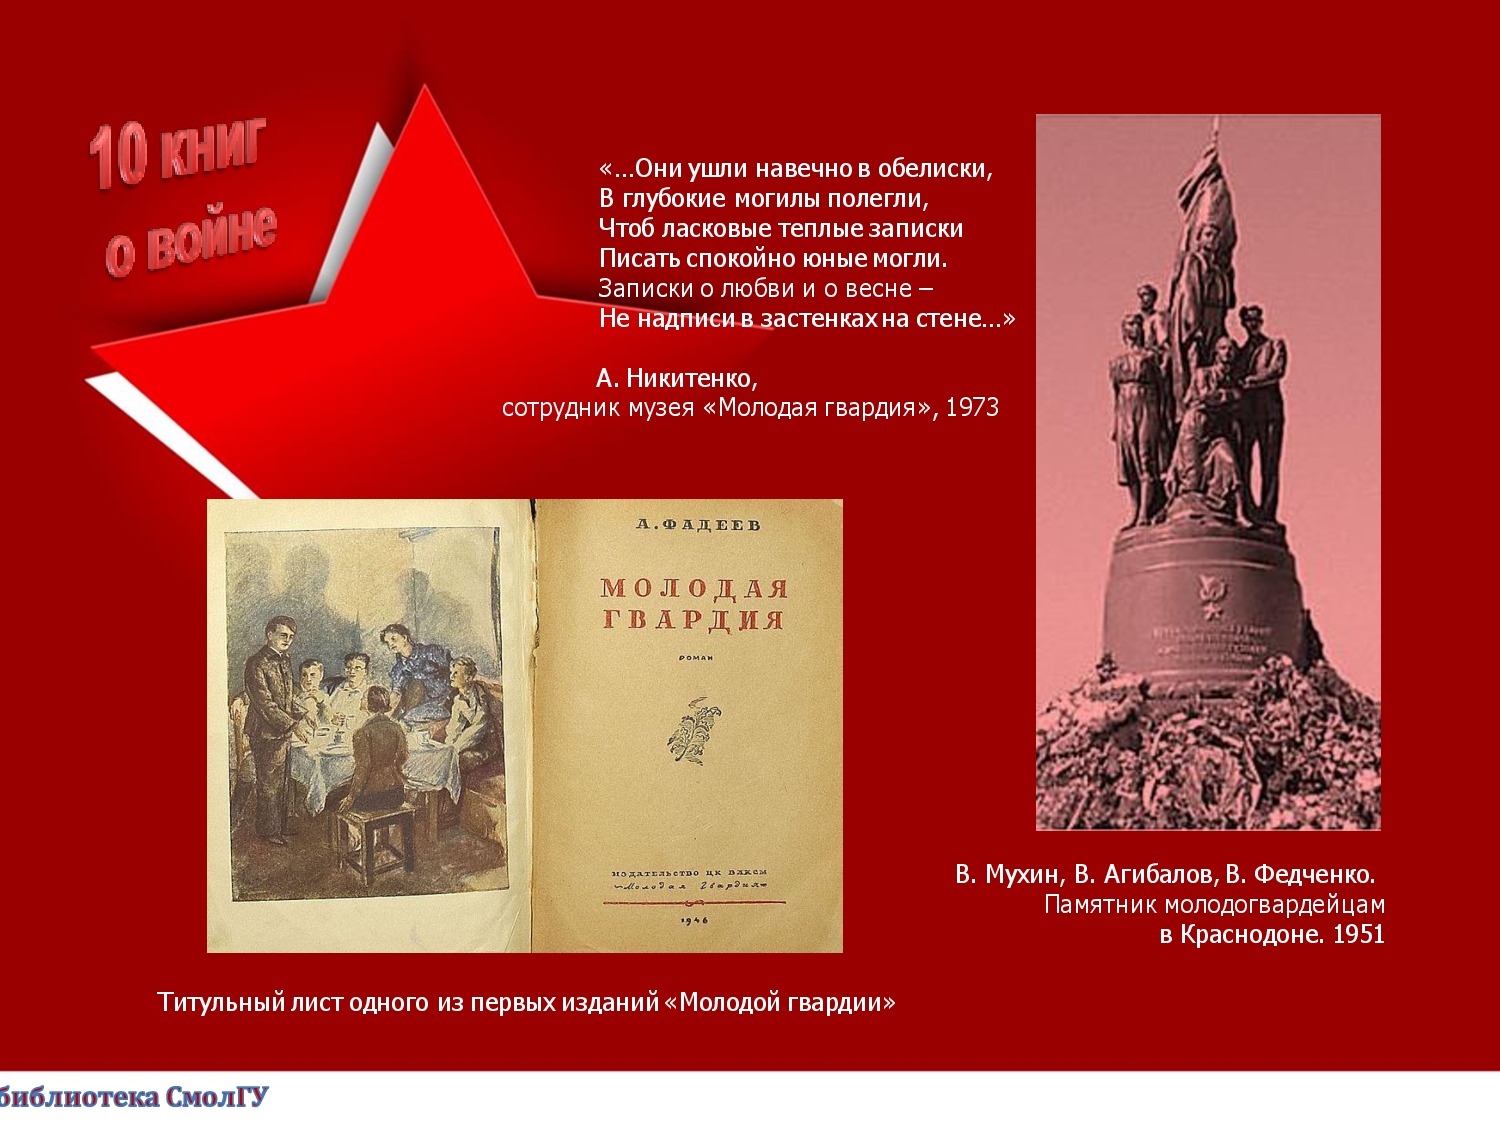 10 книг
о войне
«…Они ушли навечно в обелиски,
В глубокие могилы полегли,
Чтоб ласковые теплые записки
Писать спокойно юные могли.
Записки о любви и о весне –
Не надписи в застенках на стене…»
А. Никитенко,
сотрудник музея «Молодая гвардия», 1973
А. ФАДЕЕВ
МОЛОДАЯ
ГВАРДИЯ
РОМАН
ИЗДАТЕЛЬСТВО ЦК ВЛКСМ
Молодая Гвардия
1946
В. Мухин, В. Агибалов, В. Федченко.
Памятник молодогвардейцам
в Краснодоне. 1951
Титульный лист одного из первых изданий «Молодой гвардии»
библиотека СмолГУ